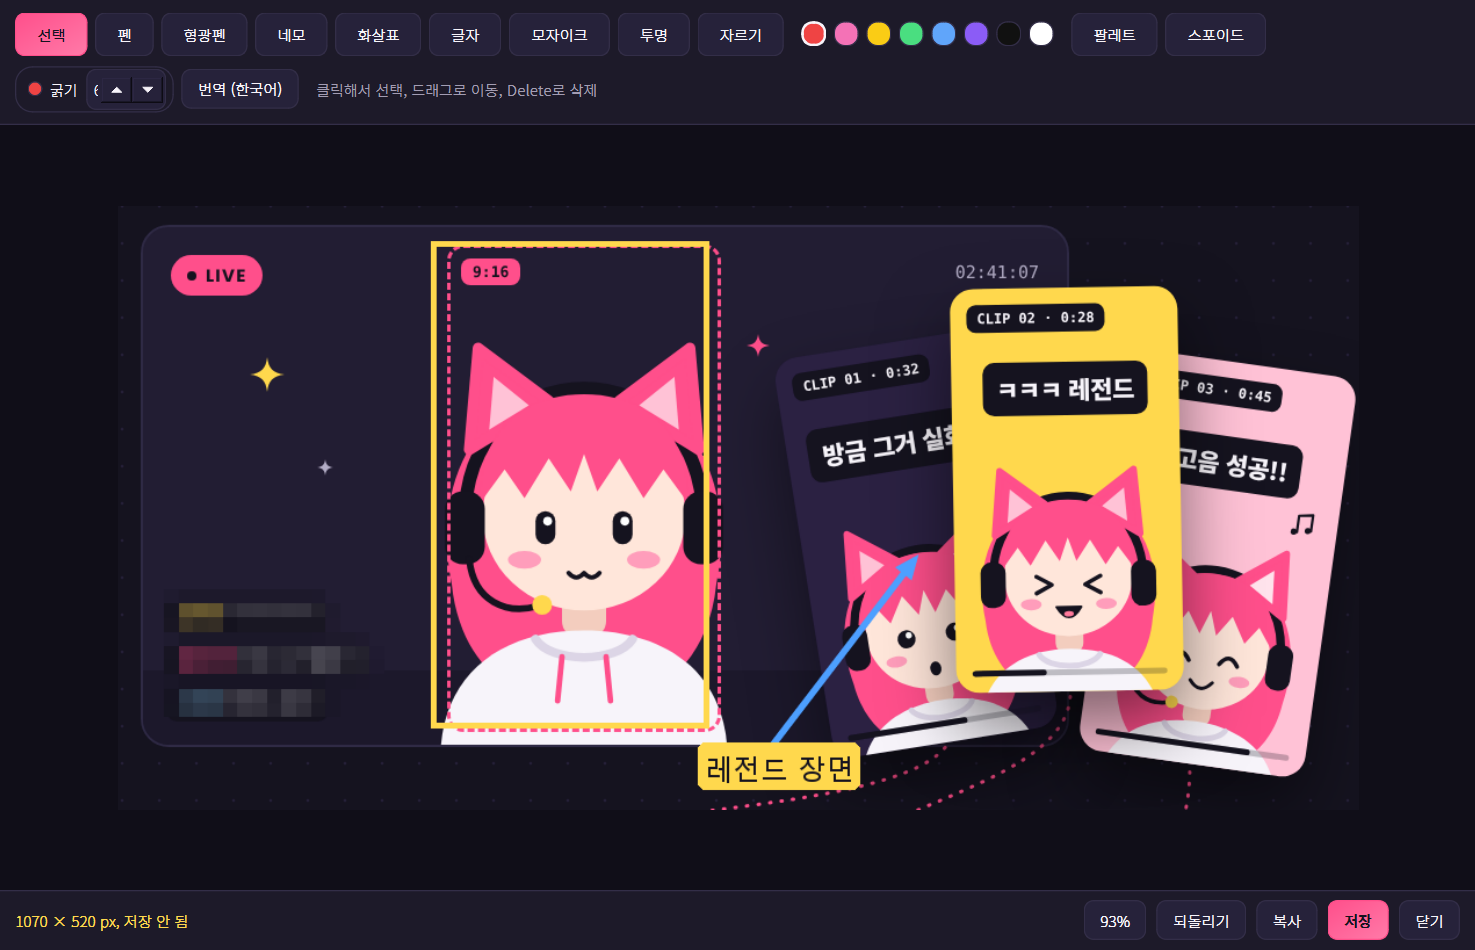 선택 펜 형광펜 네모 화살표 글자 모자이크 투명 자르기 팔레트 스포이드
굵기 6 번역 (한국어) 클릭해서 선택, 드래그로 이동, Delete로 삭제
LIVE
9:16
02:41:07
CLIP 01 · 0:32
방금 그거
CLIP 02 · 0:28
ㅋㅋㅋ 레전드
03 · 0:45
고음 성공!!
레전드 장면
1070 × 520 px, 저장 안 됨
93% 되돌리기 복사 저장 닫기